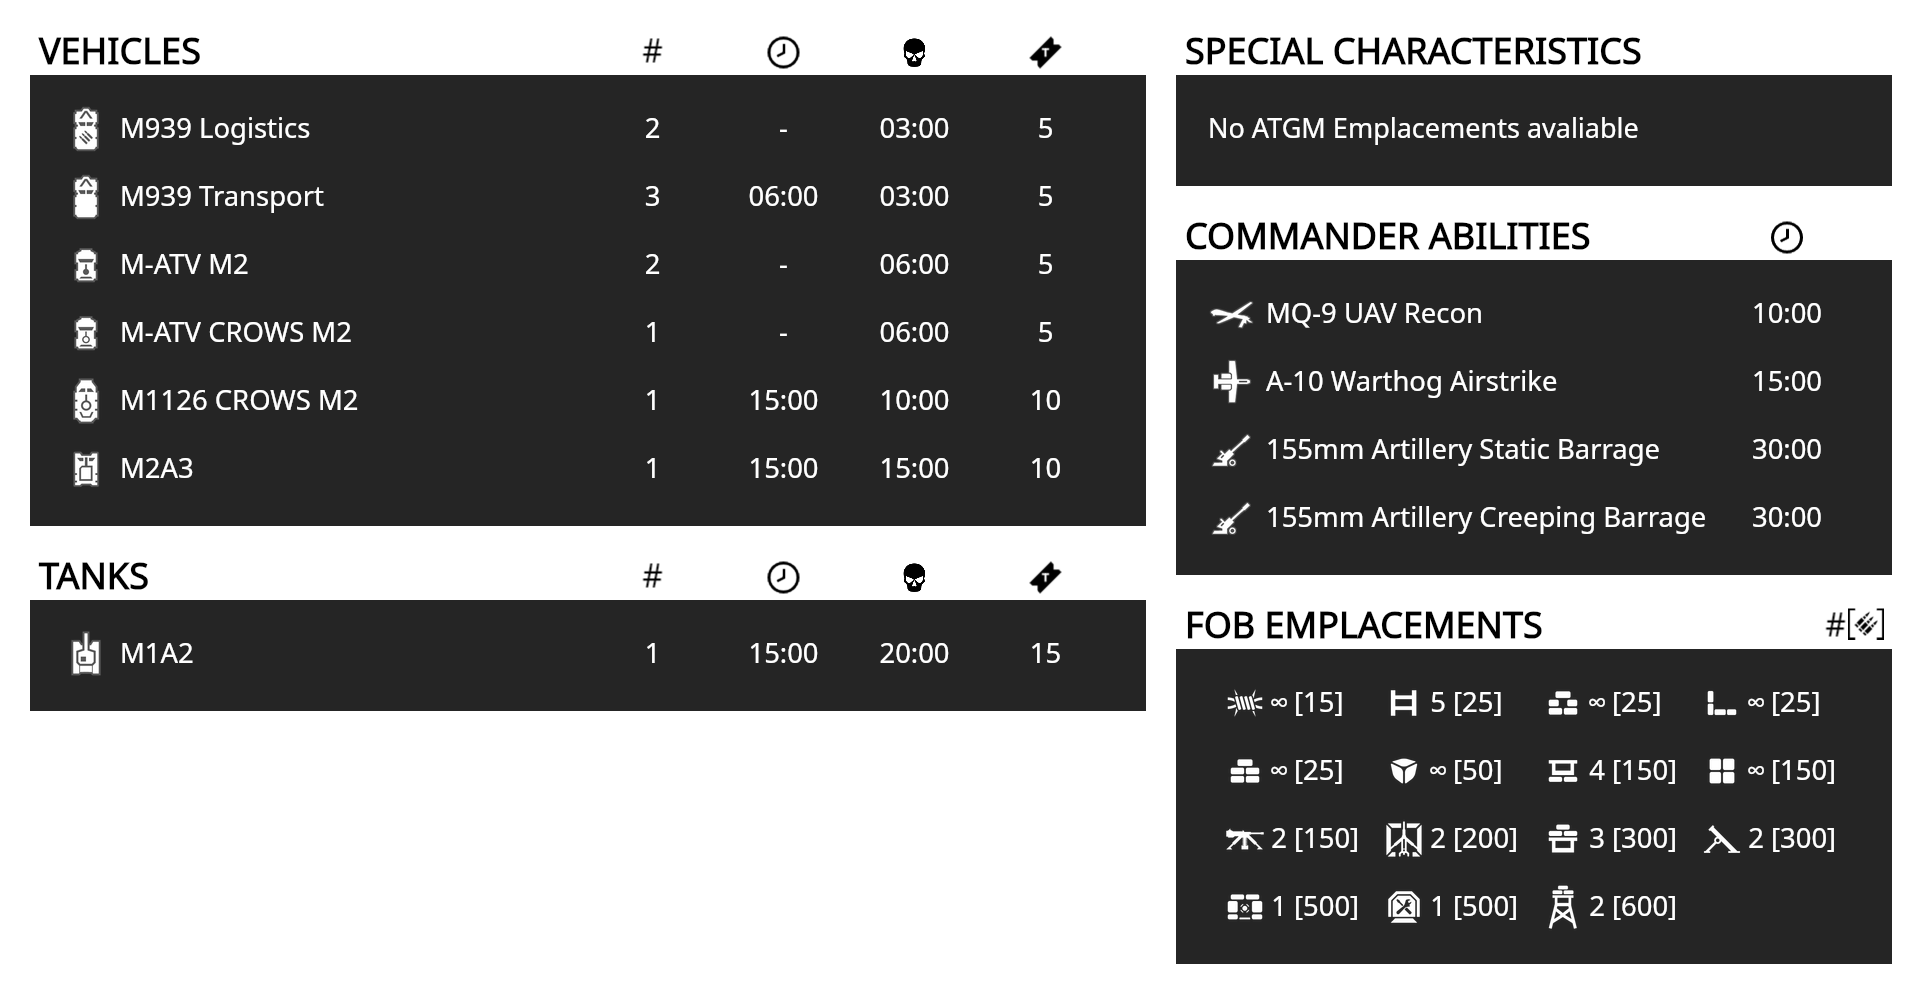 VEHICLES #
M939 Logistics 2 - 03:00 5
M939 Transport 3 06:00 03:00 5
M-ATV M2 2 - 06:00 5
M-ATV CROWS M2 1 - 06:00 5
M1126 CROWS M2 1 15:00 10:00 10
M2A3 1 15:00 15:00 10
TANKS #
M1A2 1 15:00 20:00 15
SPECIAL CHARACTERISTICS
No ATGM Emplacements avaliable
COMMANDER ABILITIES
MQ-9 UAV Recon 10:00
A-10 Warthog Airstrike 15:00
155mm Artillery Static Barrage 30:00
155mm Artillery Creeping Barrage 30:00
FOB EMPLACEMENTS #[]
∞ [15] 5 [25] ∞ [25] ∞ [25]
∞ [25] ∞ [50] 4 [150] ∞ [150]
2 [150] 2 [200] 3 [300] 2 [300]
1 [500] 1 [500] 2 [600]